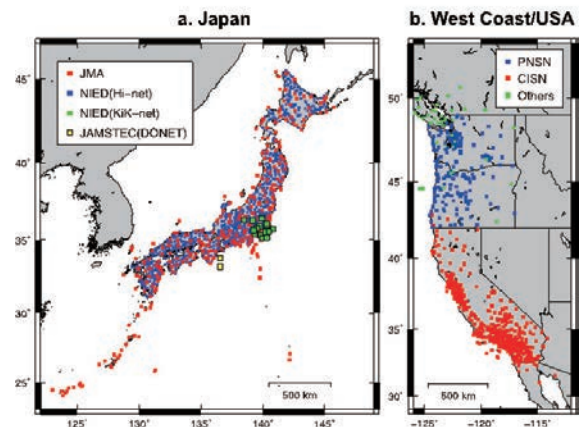 a. Japan
JMA
NIED(Hi-net)
NIED(KiK-net)
JAMSTEC(DONET)
45°
40°
35°
30°
25°
500 km
125° 130° 135° 140° 145°
b. West Coast/USA
PNSN
CISN
Others
50°
45°
40°
35°
30°
500 km
-125° -120° -115°